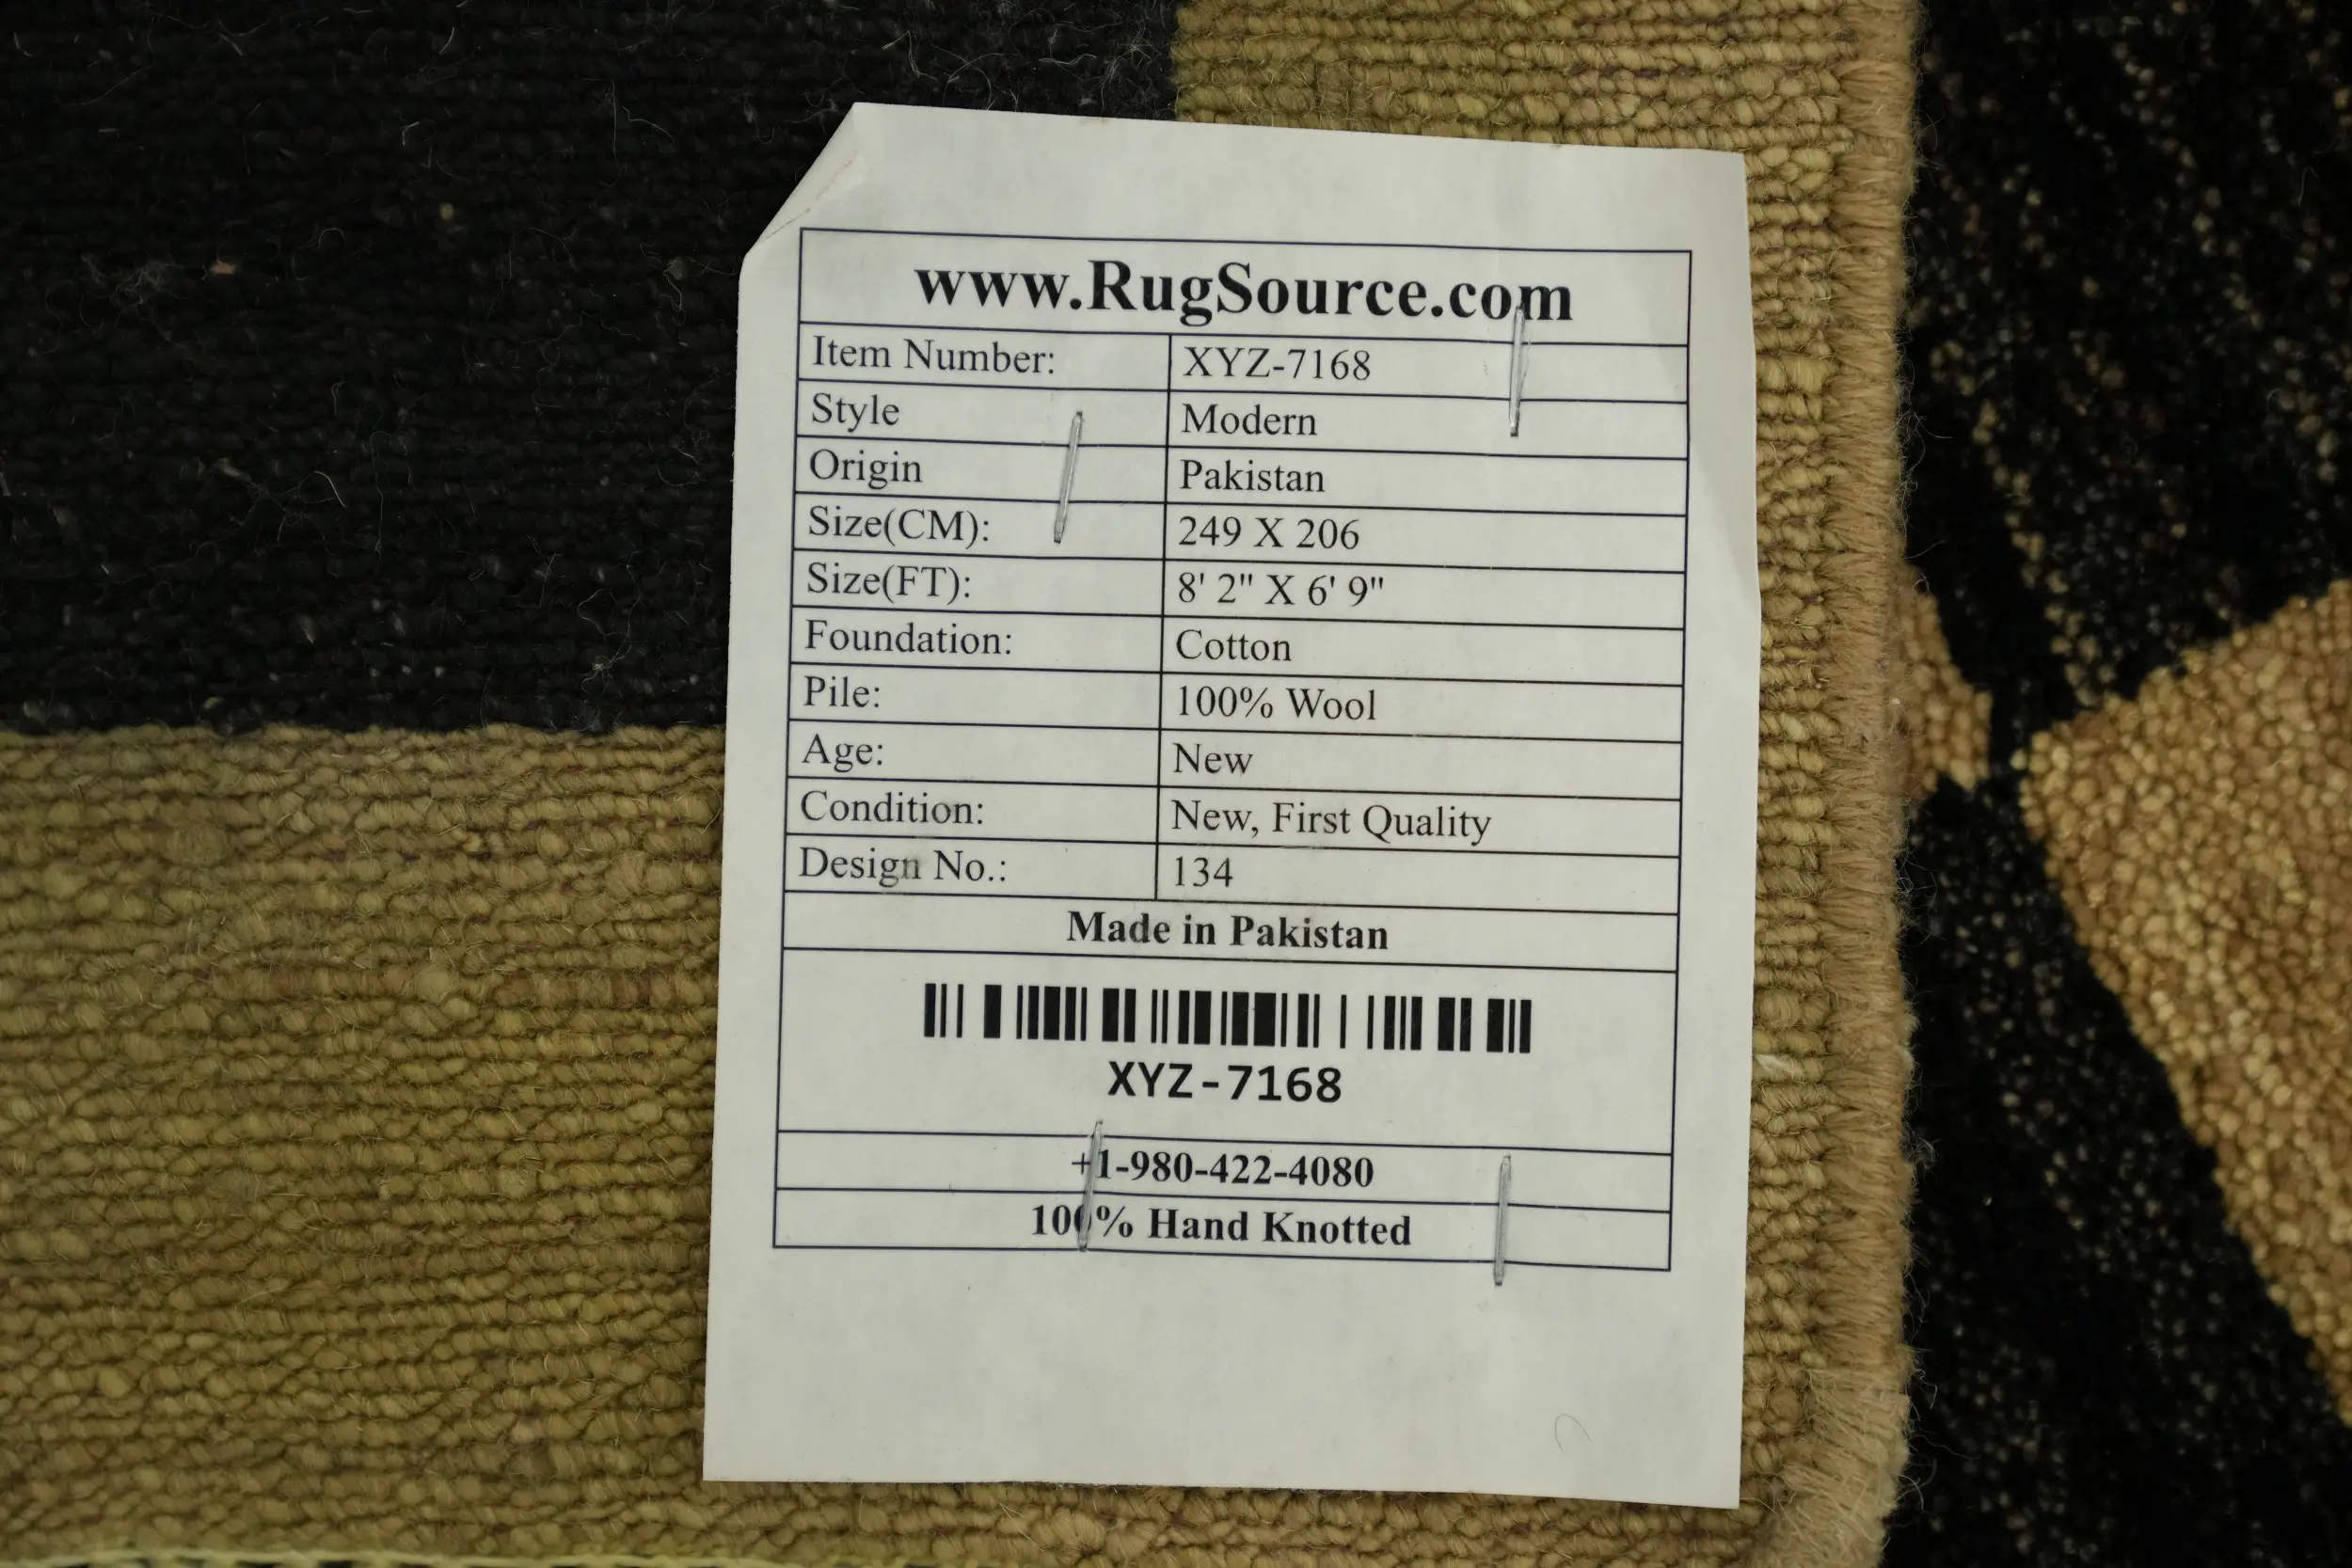 www.RugSource.com
Item Number: XYZ-7168
Style Modern
Origin Pakistan
Size(CM): 249 X 206
Size(FT): 8' 2" X 6' 9"
Foundation: Cotton
Pile: 100% Wool
Age: New
Condition: New, First Quality
Design No.: 134
Made in Pakistan
XYZ-7168
+1-980-422-4080
100% Hand Knotted